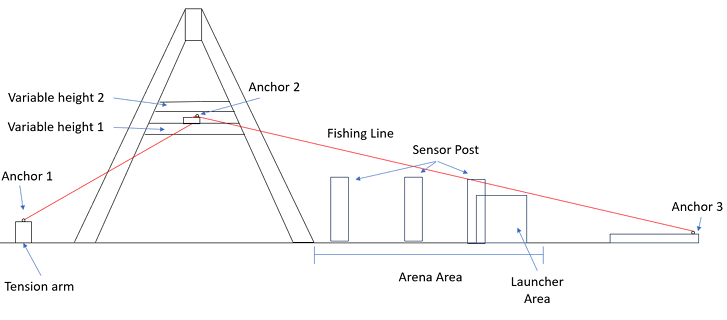 Variable height 2
Anchor 2
Variable height 1
Fishing Line
Sensor Post
Anchor 1
Anchor 3
Arena Area
Launcher
Area
Tension arm